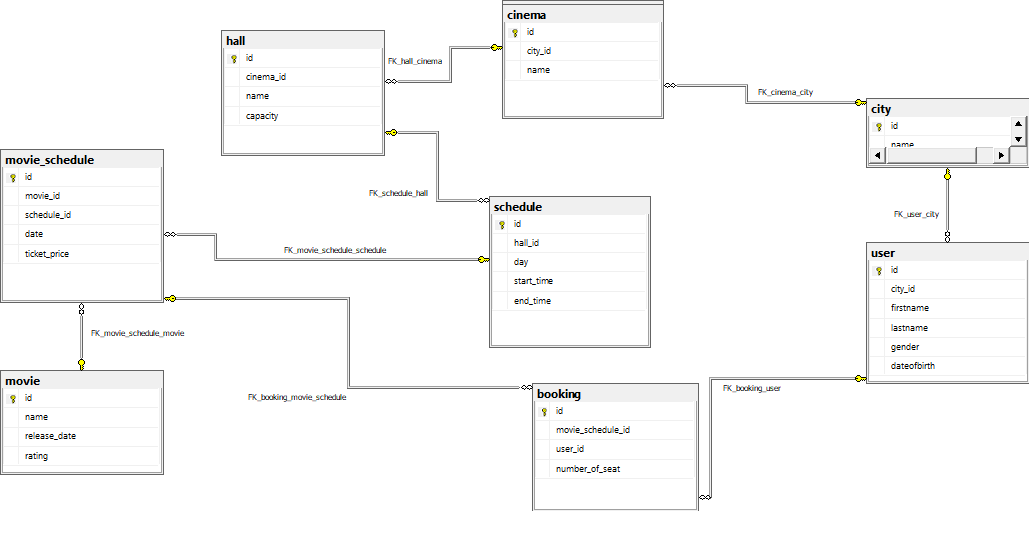 cinema
id
city_id
name
hall
id
cinema_id
name
capacity
FK_hall_cinema
FK_cinema_city
city
id
name
movie_schedule
id
movie_id
schedule_id
date
ticket_price
FK_schedule_hall
schedule
id
hall_id
day
start_time
end_time
FK_movie_schedule_schedule
FK_user_city
user
id
city_id
firstname
lastname
gender
dateofbirth
FK_movie_schedule_movie
movie
id
name
release_date
rating
FK_booking_movie_schedule
booking
id
movie_schedule_id
user_id
number_of_seat
FK_booking_user